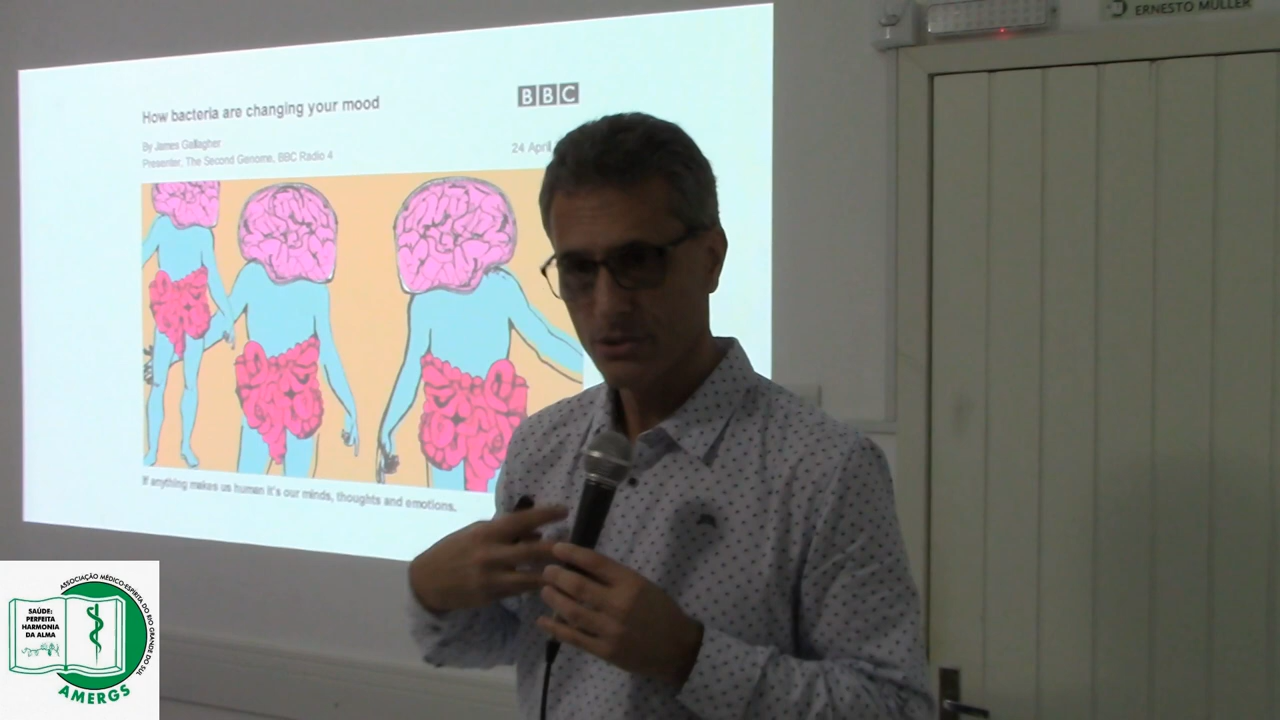 ERNESTO MÜLLER
BBC
How bacteria are changing your mood
By James Gallagher
24 April
Presenter, The Second Genome, BBC Radio 4
If anything makes us human it's our minds, thoughts and emotions.
ASSOCIAÇÃO MÉDICO-ESPÍRITA DO RIO GRANDE DO SUL
SAÚDE:
PERFEITA
HARMONIA
DA ALMA
AMERGS